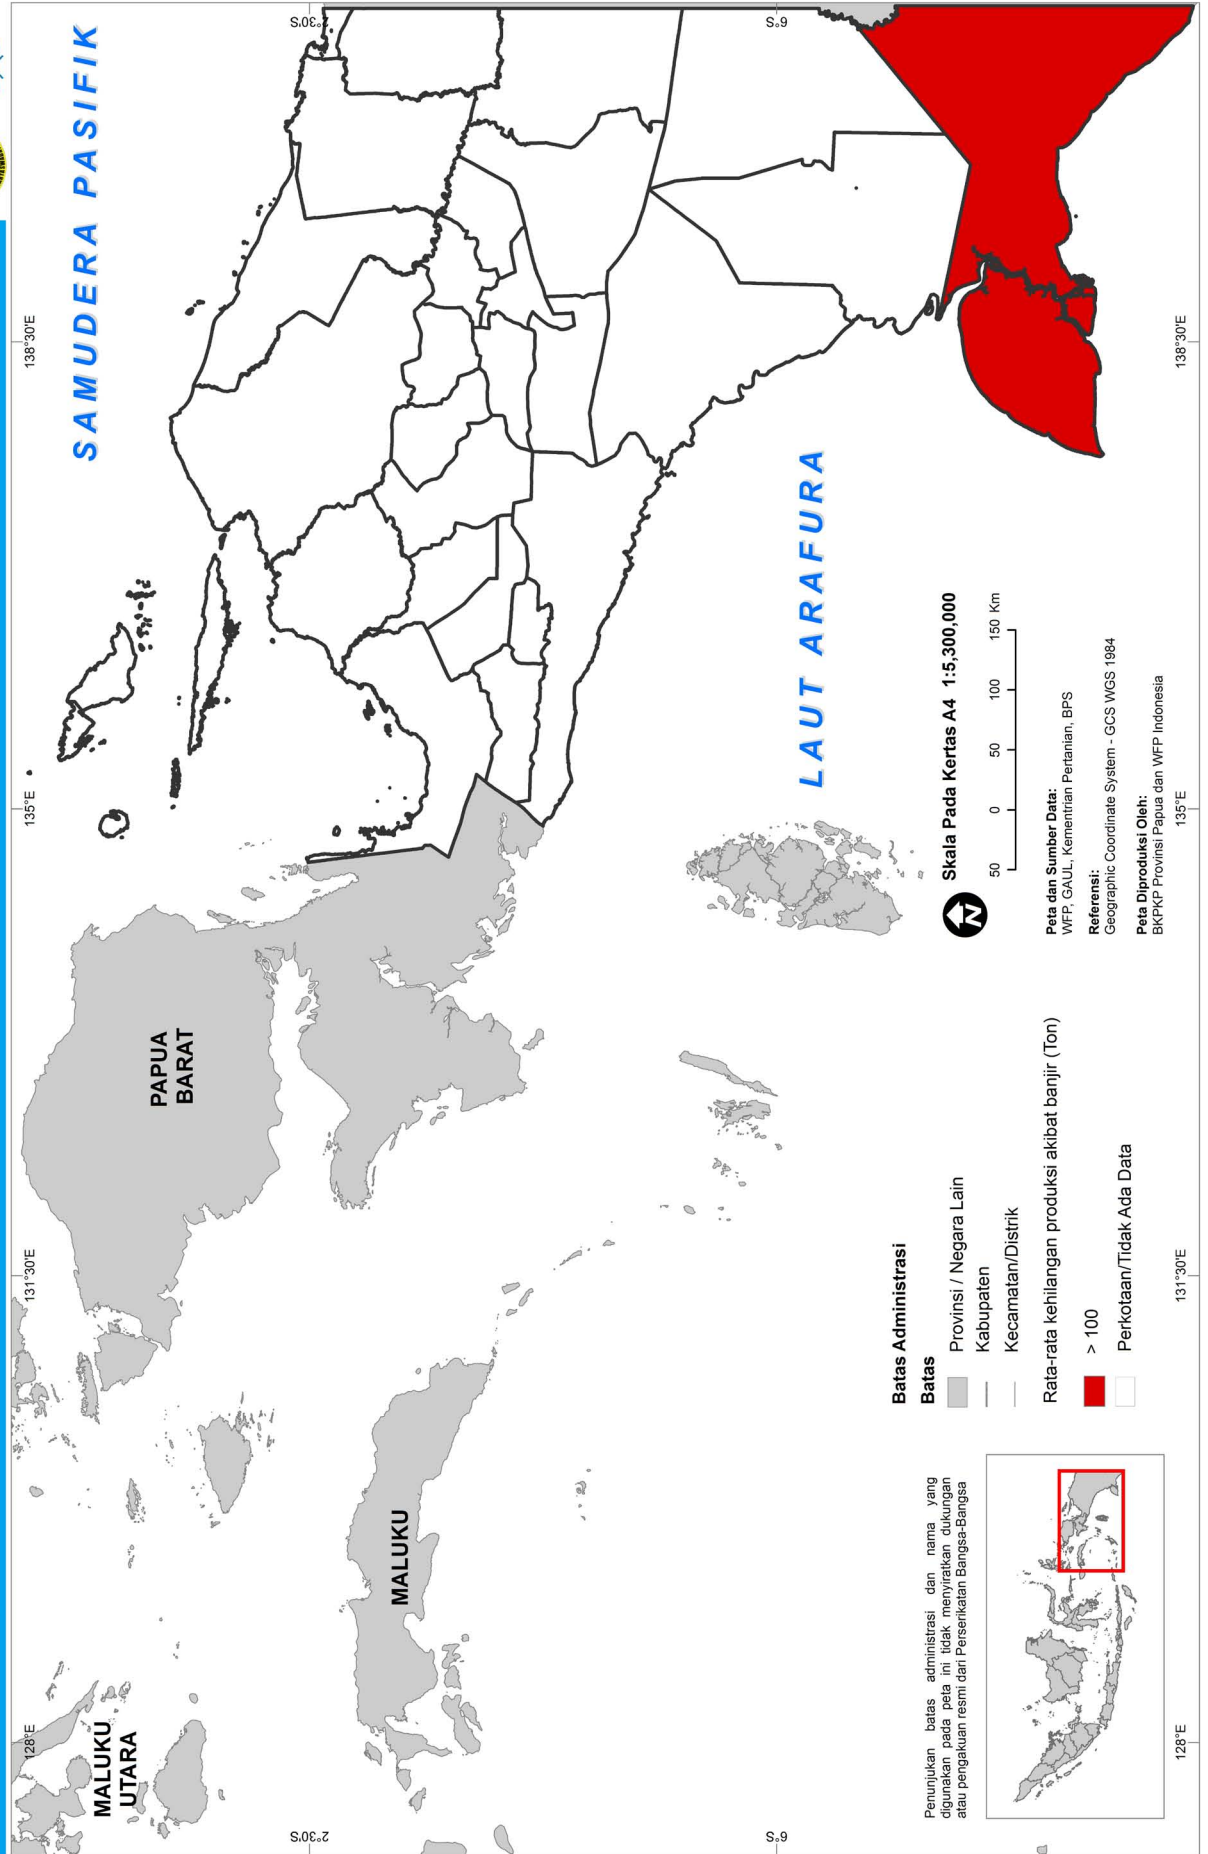 SAMUDERA PASIFIK
LAUT ARAFURA
PAPUA
BARAT
MALUKU
UTARA
MALUKU
128°E
131°30'E
135°E
138°30'E
128°E
131°30'E
135°E
138°30'E
2°30'S
6°S
2°30'S
6°S
Penunjukan batas administrasi dan nama yang
digunakan pada peta ini tidak menyiratkan dukungan
atau pengakuan resmi dari Perserikatan Bangsa-Bangsa
Batas Administrasi
Batas
Provinsi / Negara Lain
Kabupaten
Kecamatan/Distrik
Rata-rata kehilangan produksi akibat banjir (Ton)
> 100
Perkotaan/Tidak Ada Data
N
Skala Pada Kertas A4 1:5,300,000
50 0 50 100 150 Km
Peta dan Sumber Data:
WFP, GAUL, Kementrian Pertanian, BPS
Referensi:
Geographic Coordinate System - GCS WGS 1984
Peta Diproduksi Oleh:
BKPKP Provinsi Papua dan WFP Indonesia